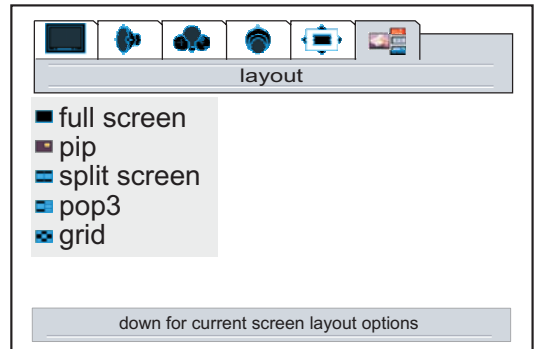 layout
full screen
pip
split screen
pop3
grid
down for current screen layout options